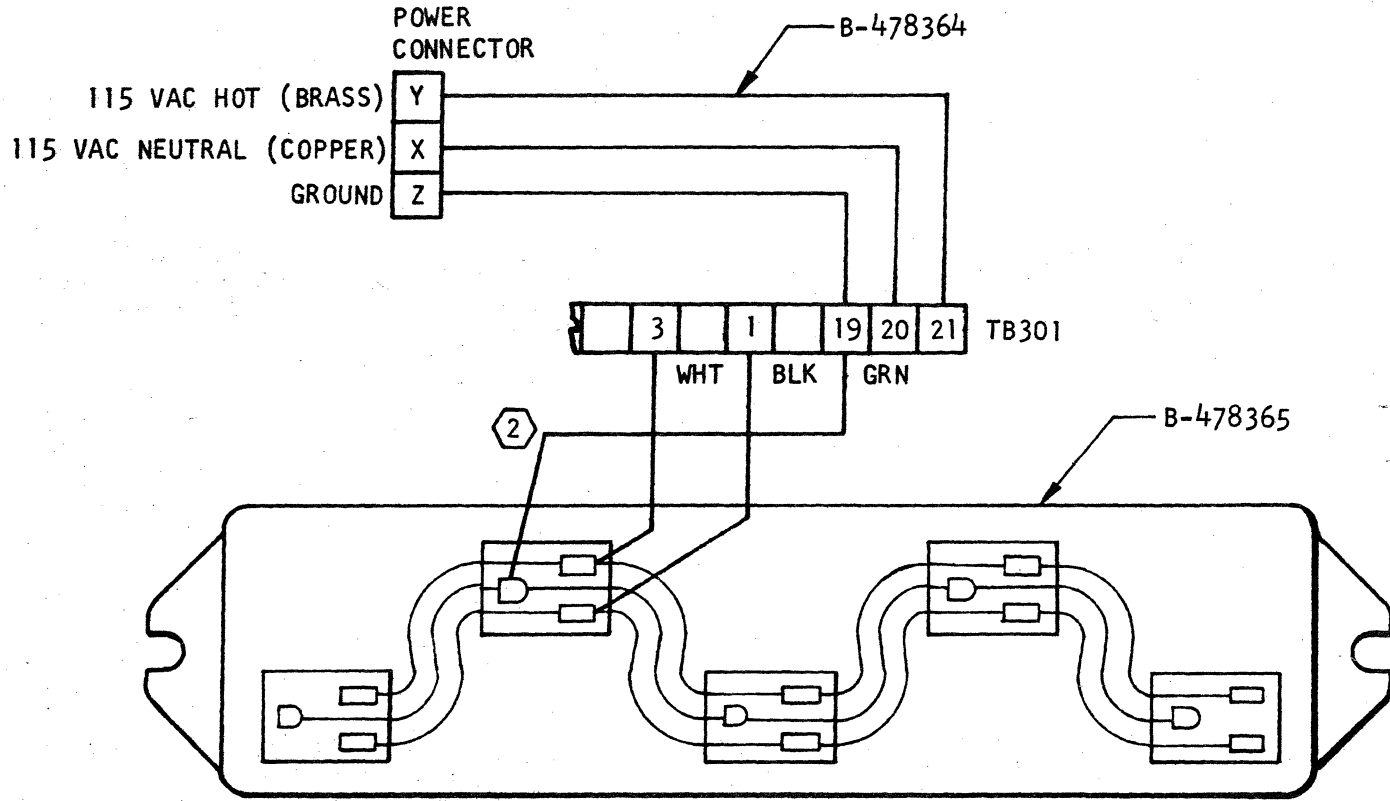 POWER
CONNECTOR
B-478364
115 VAC HOT (BRASS) Y
115 VAC NEUTRAL (COPPER) X
GROUND Z
3 1 19 20 21 TB301
WHT BLK GRN
2
B-478365